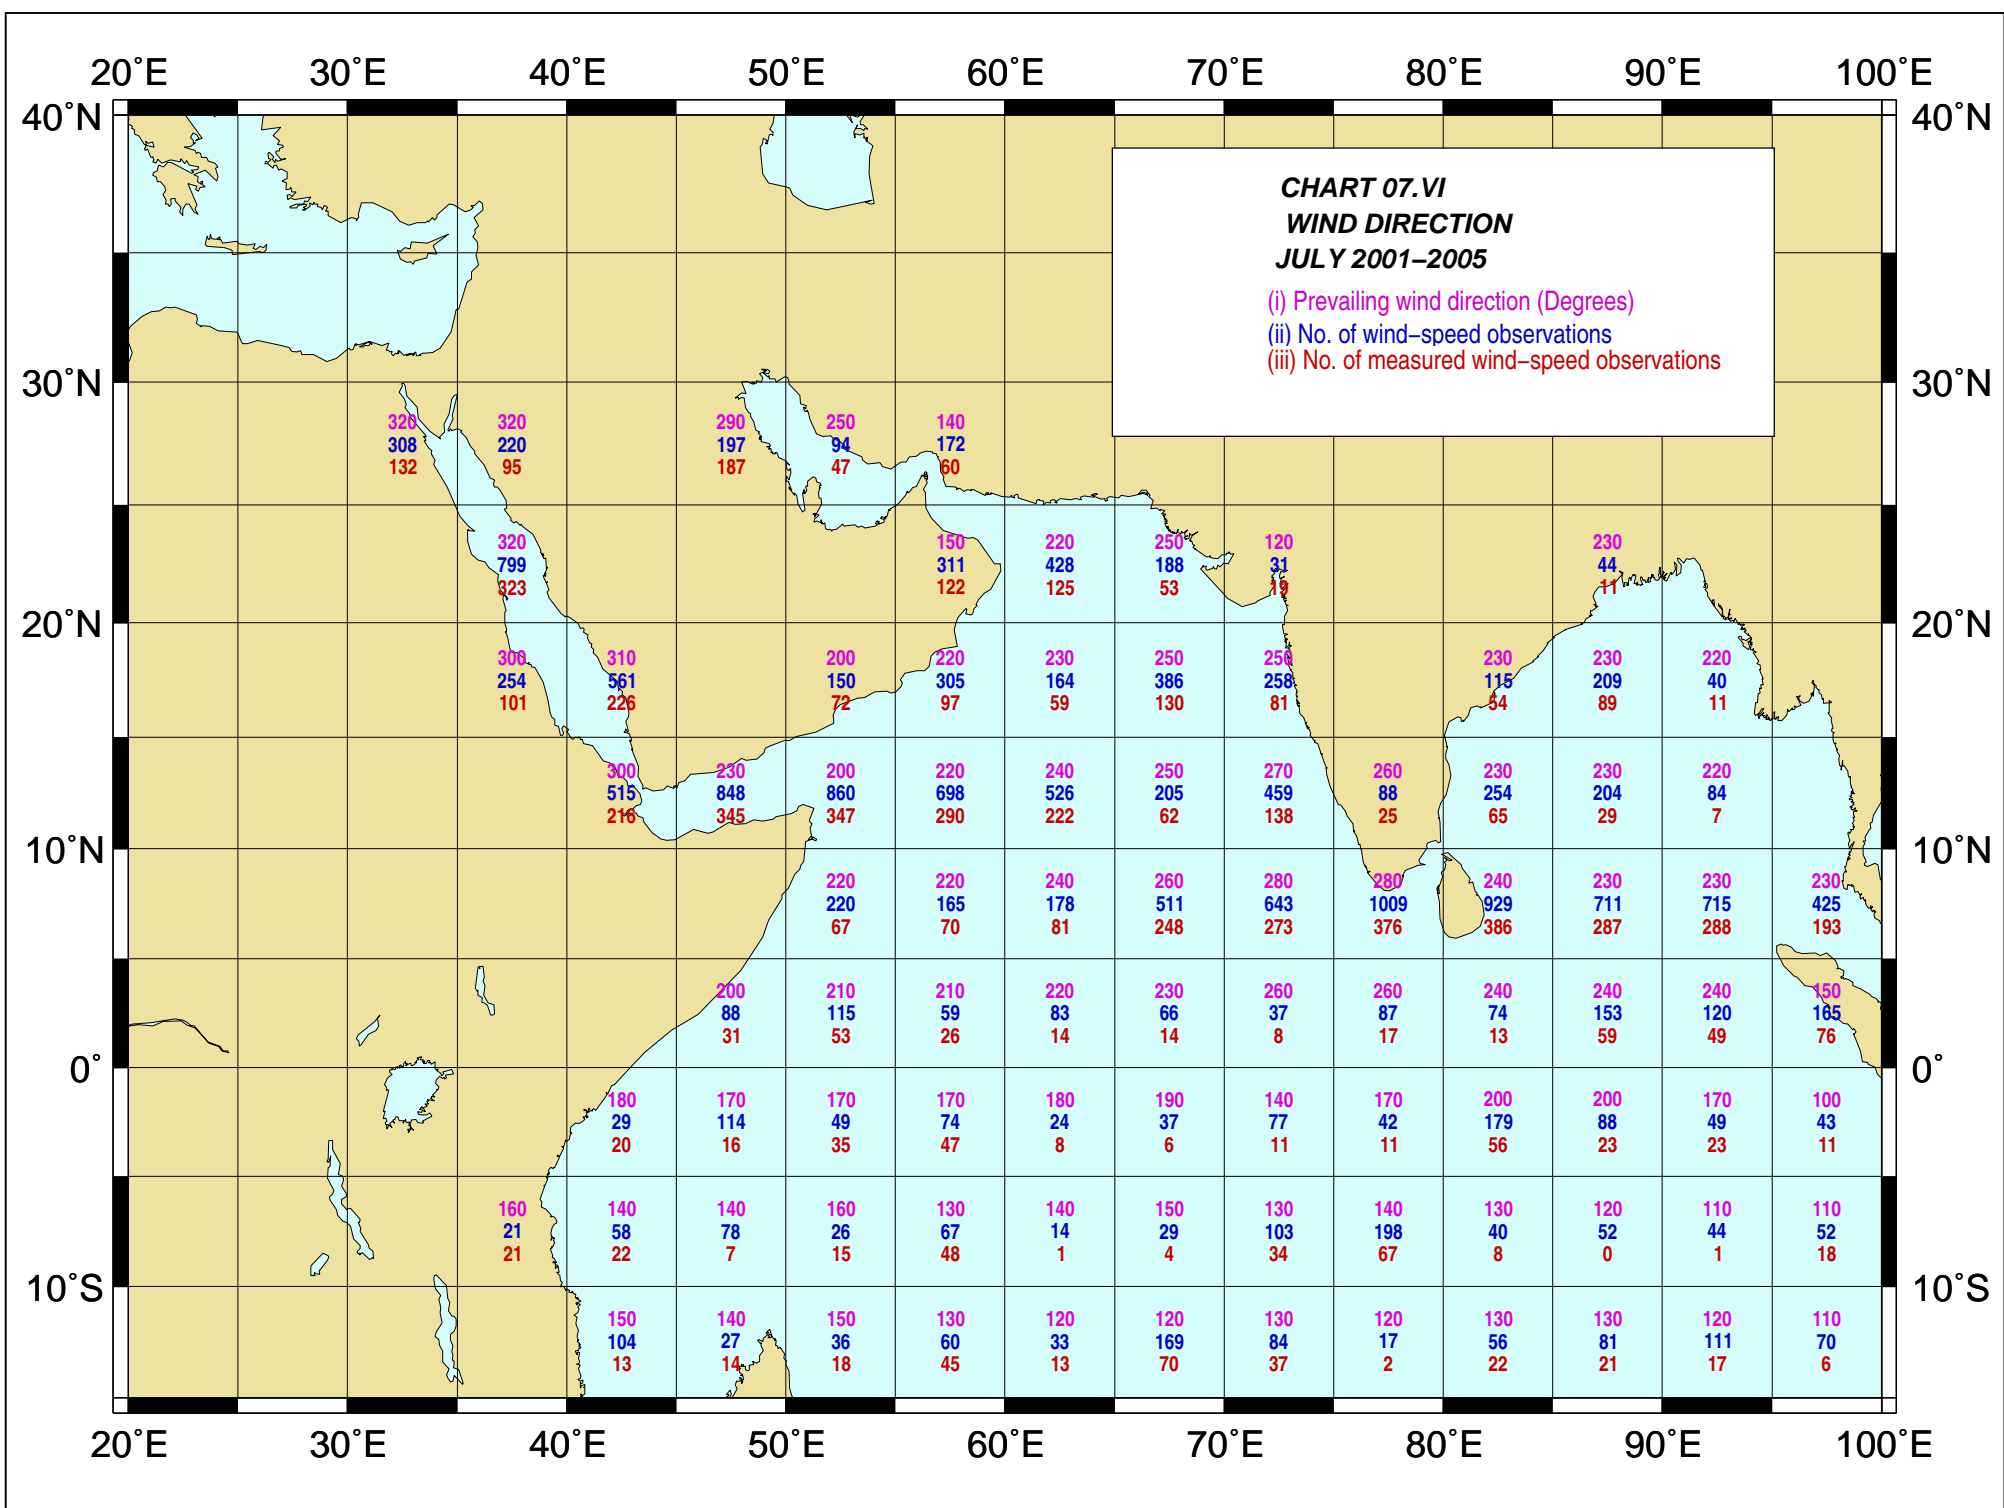 20°E 30°E 40°E 50°E 60°E 70°E 80°E 90°E 100°E
40°N 40°N
CHART 07.VI
WIND DIRECTION
JULY 2001–2005
(i) Prevailing wind direction (Degrees)
(ii) No. of wind–speed observations
(iii) No. of measured wind–speed observations
30°N 30°N
320 320 290 250 140
308 220 197 94 172
132 95 187 47 60
320 150 220 250 120 230
799 311 428 188 31 44
323 122 125 53 19 11
20°N 20°N
300 310 200 220 230 250 250 230 230 220
254 561 150 305 164 386 258 115 209 40
101 226 72 97 59 130 81 54 89 11
300 230 200 220 240 250 270 260 230 230 220
515 848 860 698 526 205 459 88 254 204 84
216 345 347 290 222 62 138 25 65 29 7
10°N 10°N
220 220 240 260 280 280 240 230 230 230
220 165 178 511 643 1009 929 711 715 425
67 70 81 248 273 376 386 287 288 193
200 210 210 220 230 260 260 240 240 240 150
88 115 59 83 66 37 87 74 153 120 165
31 53 26 14 14 8 17 13 59 49 76
0° 0°
180 170 170 170 180 190 140 170 200 200 170 100
29 114 49 74 24 37 77 42 179 88 49 43
20 16 35 47 8 6 11 11 56 23 23 11
160 140 140 160 130 140 150 130 140 130 120 110 110
21 58 78 26 67 14 29 103 198 40 52 44 52
21 22 7 15 48 1 4 34 67 8 0 1 18
10°S 10°S
150 140 150 130 120 120 130 120 130 130 120 110
104 27 36 60 33 169 84 17 56 81 111 70
13 14 18 45 13 70 37 2 22 21 17 6
20°E 30°E 40°E 50°E 60°E 70°E 80°E 90°E 100°E